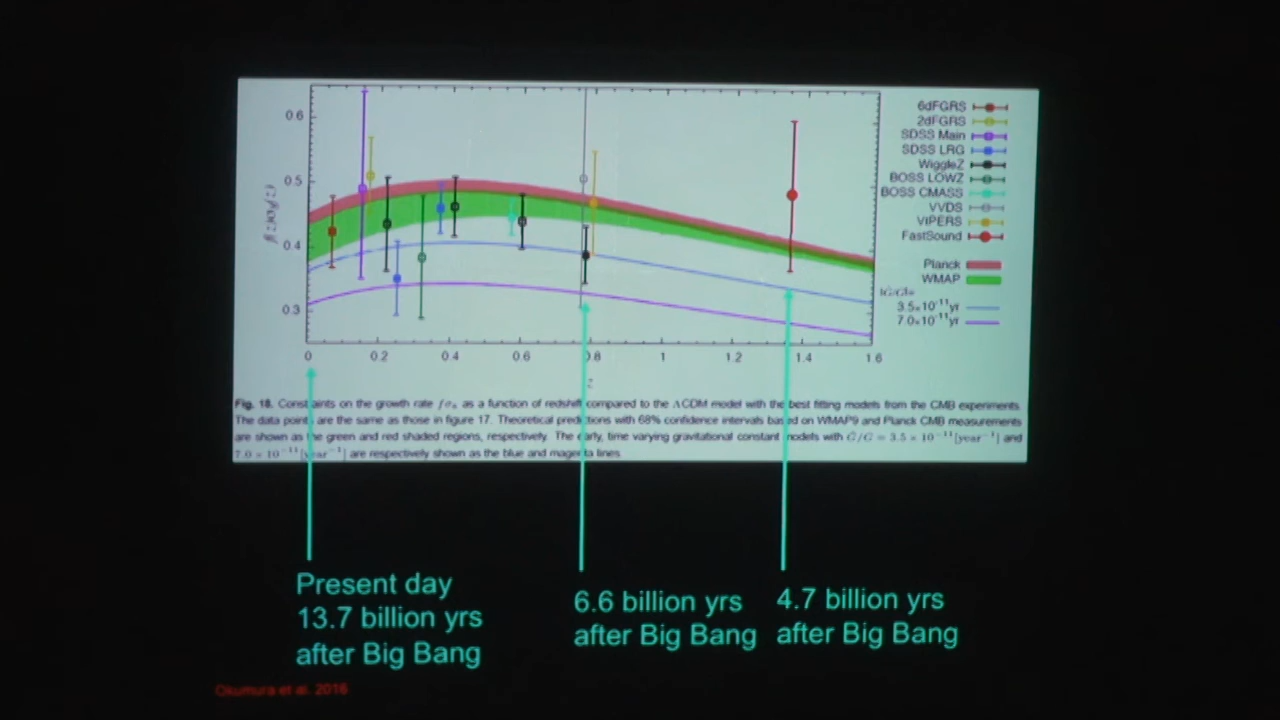 0.6
0.5
0.4
0.3
0 0.2 0.4 0.6 0.8 1 1.2 1.4 1.6
z
6dFGRS
2dFGRS
SDSS Main
SDSS LRG
WiggleZ
BOSS LOWZ
BOSS CMASS
VVDS
VIPERS
FastSound
Planck
WMAP
3.5×10⁻¹¹yr
7.0×10⁻¹¹yr
Fig. 18. Constraints on the growth rate fσ₈ as a function of redshift compared to the ΛCDM model with the best fitting models from the CMB experiments.
The data points are the same as those in figure 17. Theoretical predictions with 68% confidence intervals based on WMAP9 and Planck CMB measurements
are shown as the green and red shaded regions, respectively. The early, time varying gravitational constant models with Ġ/G = 3.5 × 10⁻¹¹[year⁻¹] and
7.0 × 10⁻¹¹[year⁻¹] are respectively shown as the blue and magenta lines.
Present day
13.7 billion yrs
after Big Bang
6.6 billion yrs
after Big Bang
4.7 billion yrs
after Big Bang
Okumura et al. 2016